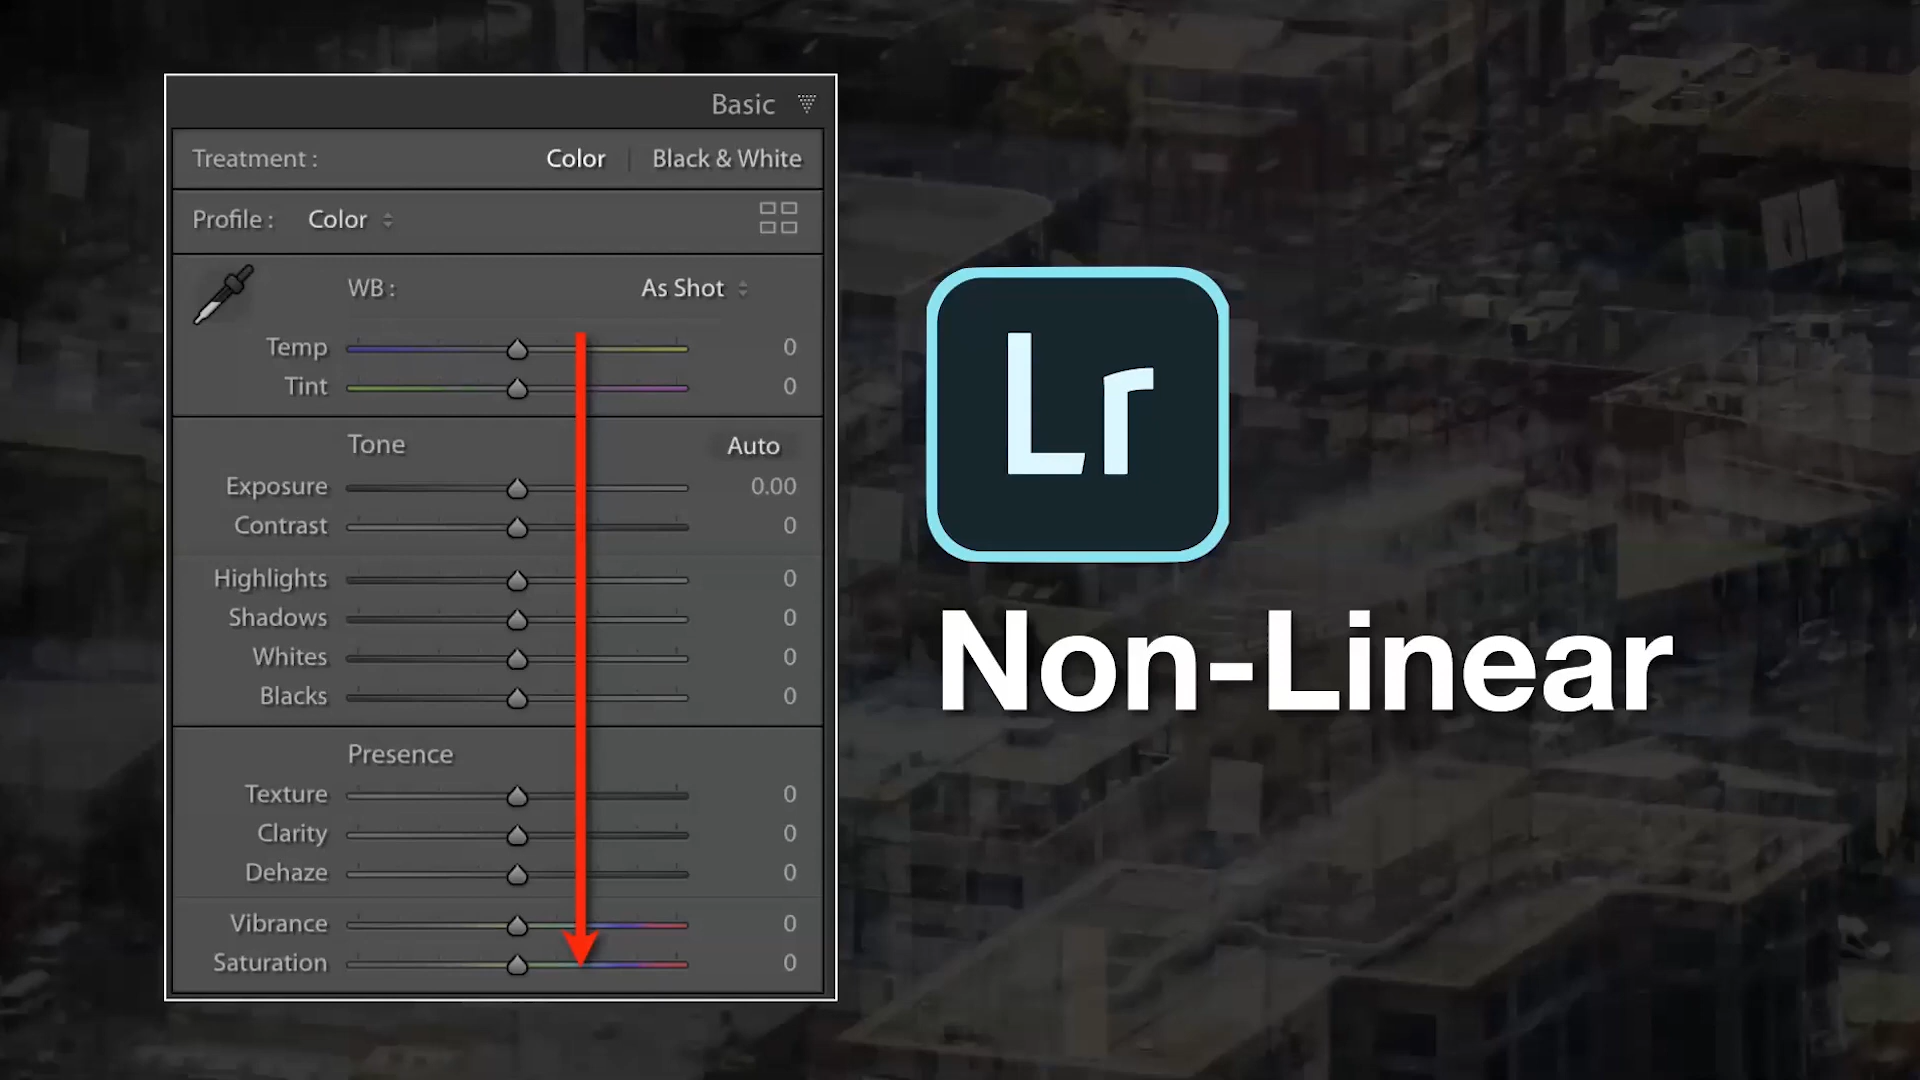 Basic
Treatment : Color | Black & White
Profile : Color
WB : As Shot
Temp 0
Tint 0
Tone Auto
Exposure 0.00
Contrast 0
Highlights 0
Shadows 0
Whites 0
Blacks 0
Presence
Texture 0
Clarity 0
Dehaze 0
Vibrance 0
Saturation 0
Lr
Non-Linear